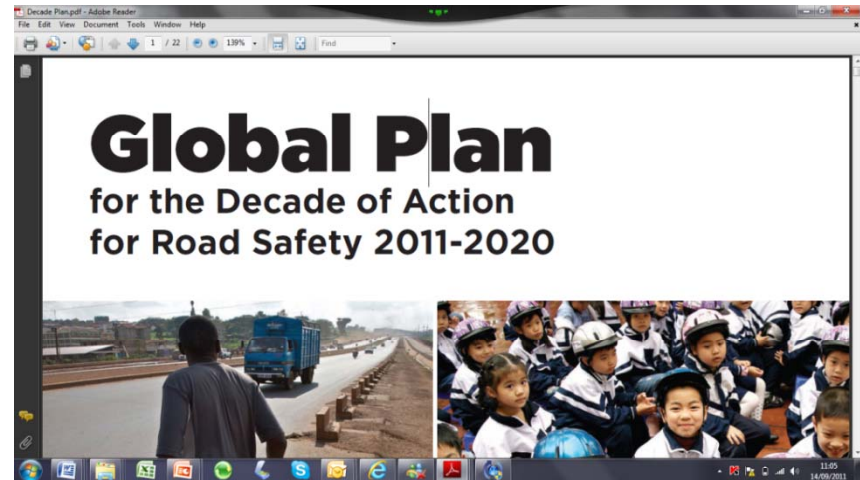 Decade Plan.pdf - Adobe Reader
File Edit View Document Tools Window Help
1 / 22 139% Find
Global Plan
for the Decade of Action
for Road Safety 2011-2020
11:05
14/09/2011